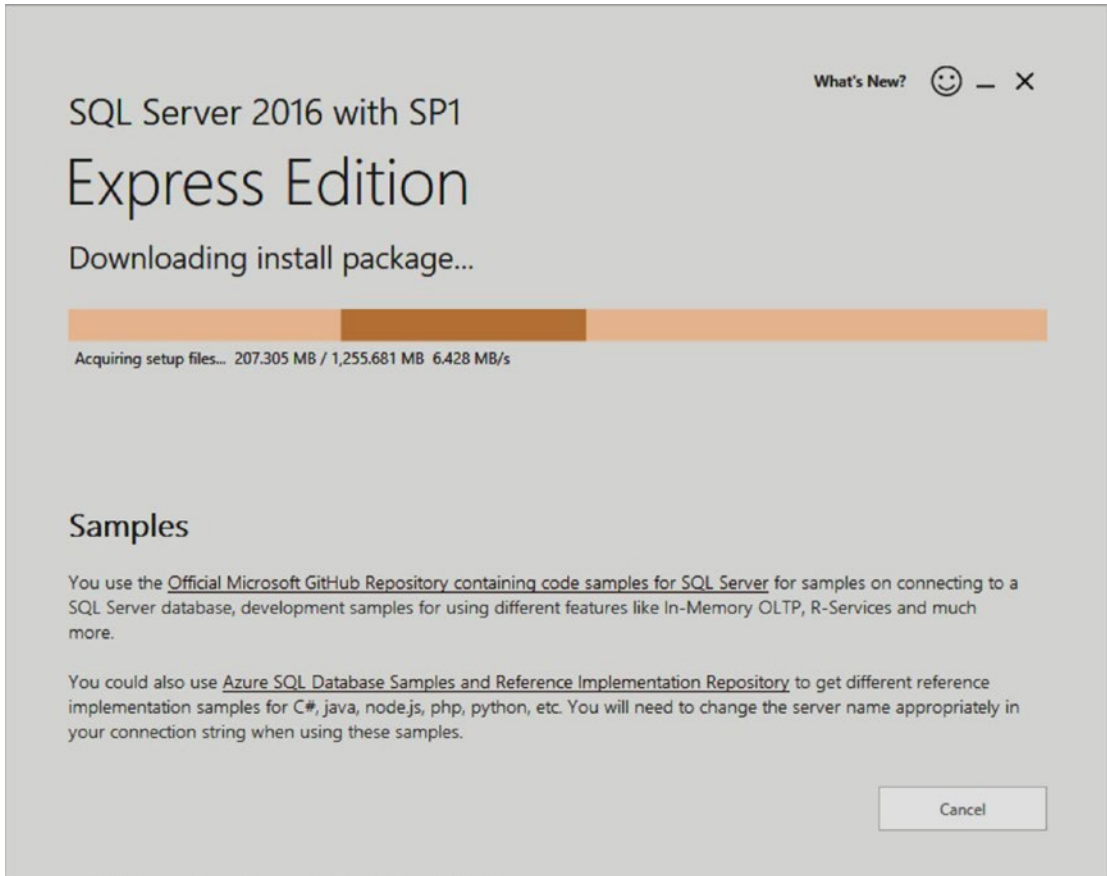 What's New?
SQL Server 2016 with SP1
Express Edition
Downloading install package...
Acquiring setup files... 207.305 MB / 1,255.681 MB 6.428 MB/s
Samples
You use the Official Microsoft GitHub Repository containing code samples for SQL Server for samples on connecting to a
SQL Server database, development samples for using different features like In-Memory OLTP, R-Services and much
more.
You could also use Azure SQL Database Samples and Reference Implementation Repository to get different reference
implementation samples for C#, java, node.js, php, python, etc. You will need to change the server name appropriately in
your connection string when using these samples.
Cancel